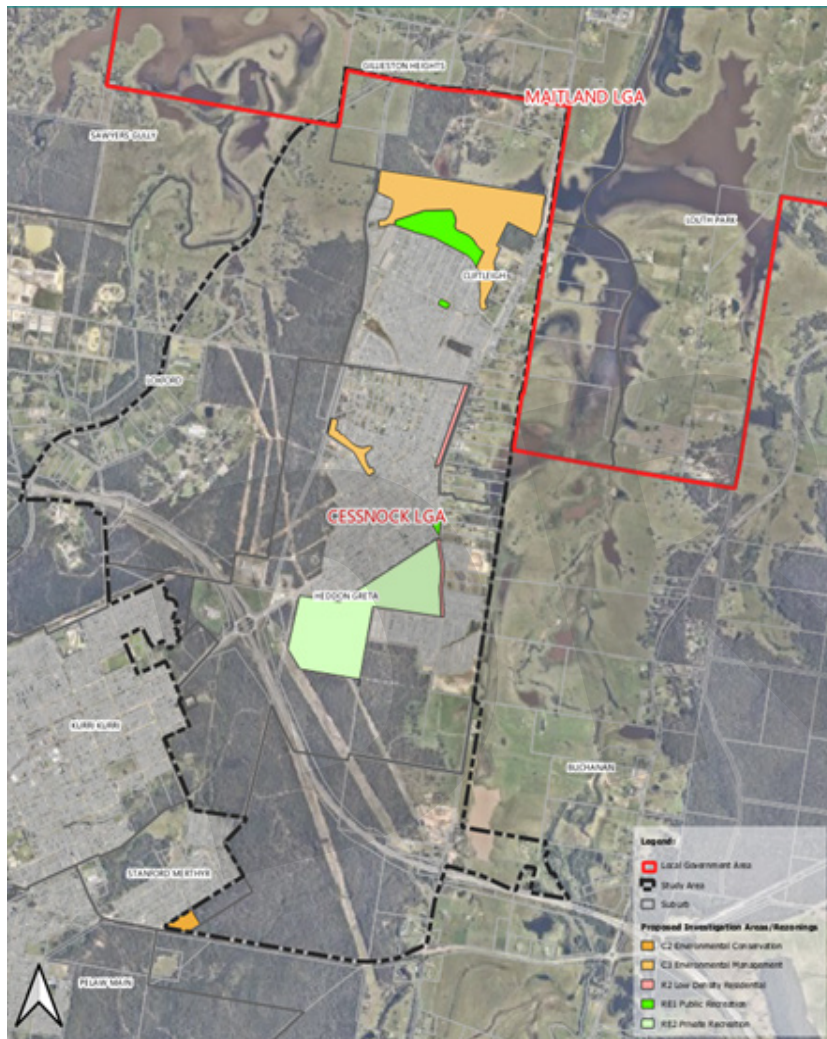 GILLIESTON HEIGHTS
MAITLAND LGA
SAWYERS GULLY
LOUTH PARK
CLIFTLEIGH
LOXFORD
CESSNOCK LGA
HEDDON GRETA
KURRI KURRI
BUCHANAN
STANFORD MERTHYR
PELAW MAIN
Legend:
Local Government Area
Study Area
Suburb
Proposed Investigation Areas/Rezonings
C2 Environmental Conservation
C3 Environmental Management
R2 Low Density Residential
RE1 Public Recreation
RE2 Private Recreation